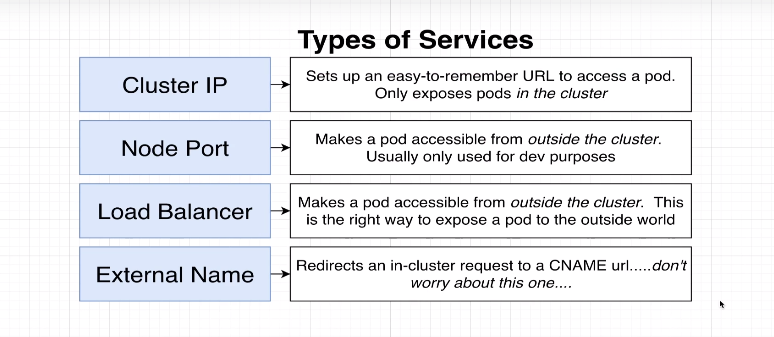 Types of Services
Cluster IP
Sets up an easy-to-remember URL to access a pod.
Only exposes pods in the cluster
Node Port
Makes a pod accessible from outside the cluster.
Usually only used for dev purposes
Load Balancer
Makes a pod accessible from outside the cluster. This
is the right way to expose a pod to the outside world
External Name
Redirects an in-cluster request to a CNAME url.....don't
worry about this one....